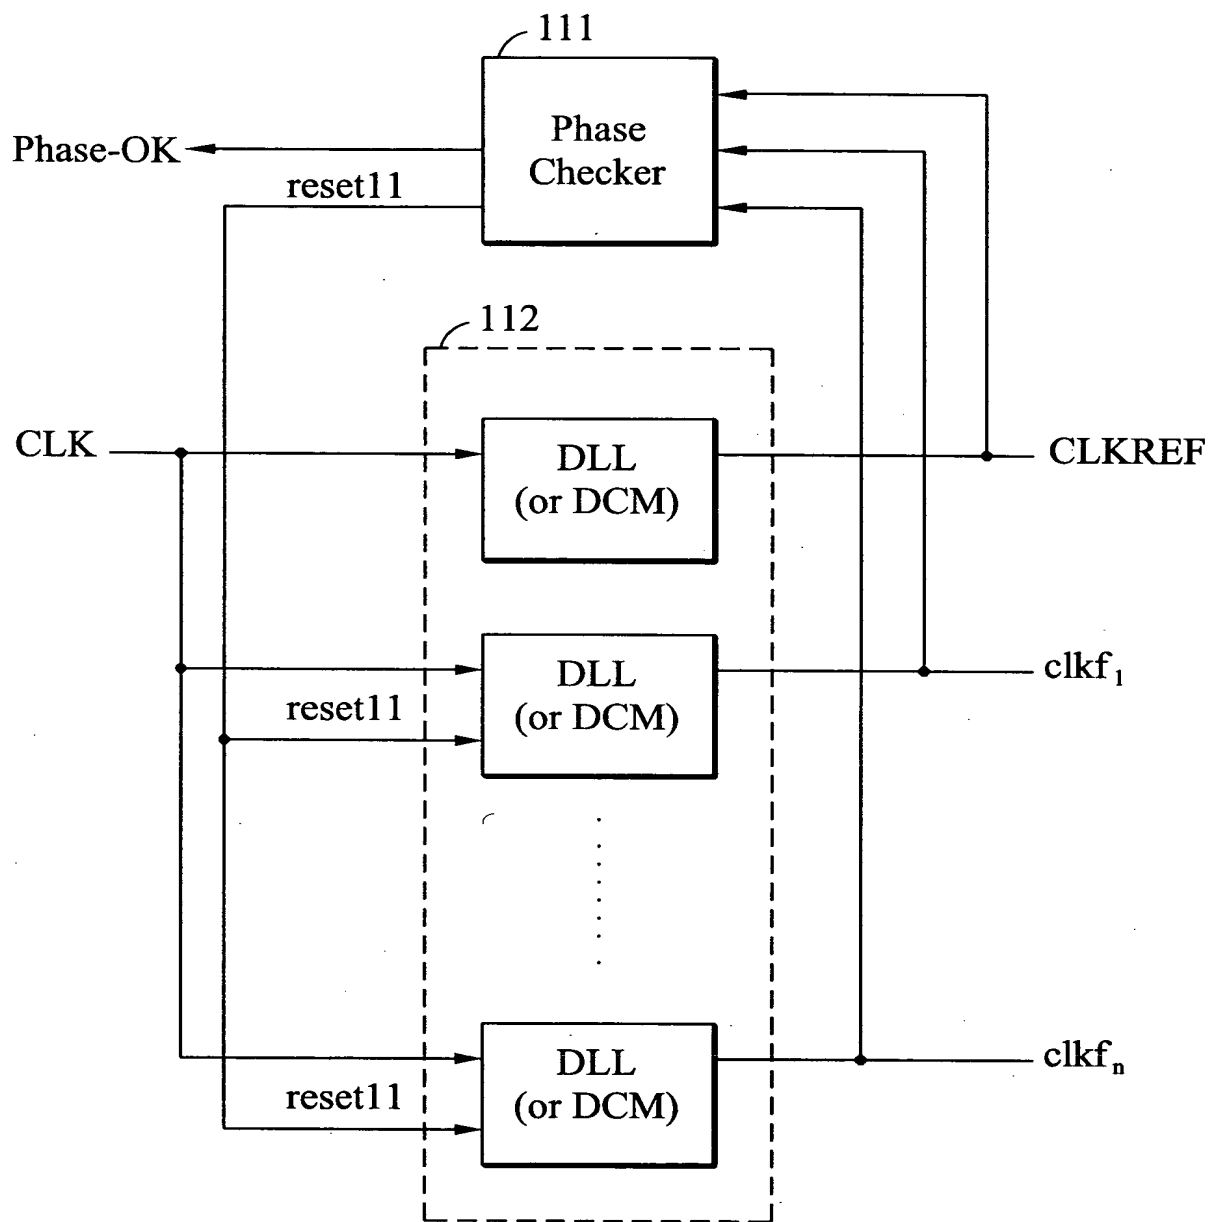 111
Phase
Checker
Phase-OK
reset11
112
CLK
DLL
(or DCM)
CLKREF
DLL
(or DCM)
clkf₁
reset11
DLL
(or DCM)
clkfₙ
reset11